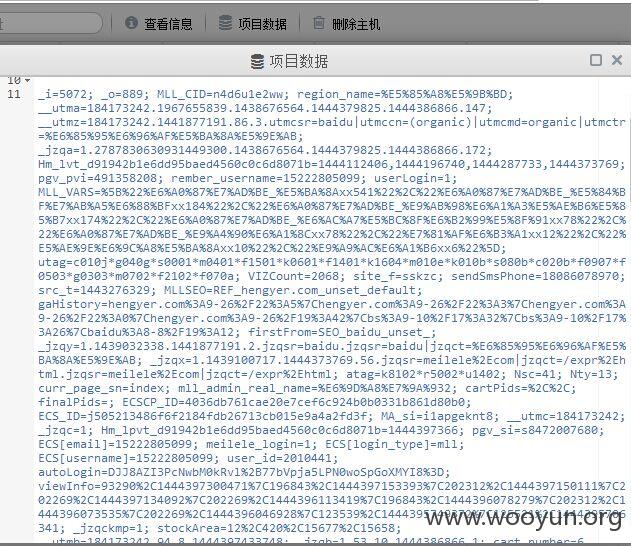 查看信息
项目数据
删除主机
项目数据
10
11
_i=5072; _o=889; MLL_CID=n4d6u1e2ww; region_name=%E5%85%A8%E5%9B%BD;
__utma=184173242.1967655839.1438676564.1444379825.1444386866.147;
__utmz=184173242.1441877191.86.3.utmcsr=baidu|utmccn=(organic)|utmcmd=organic|utmctr
=%E6%85%95%E6%96%AF%E5%BA%8A%E5%9E%AB;
_jzqa=1.2787830630931449300.1438676564.1444379825.1444386866.172;
Hm_lvt_d91942b1e6dd95baed4560c0c6d8071b=1444112406,1444196740,1444287733,1444373769;
pgv_pvi=491358208; rember_username=15222805099; userLogin=1;
MLL_VARS=%5B%22%E6%A0%87%E7%AD%BE_%E5%BA%8Axx541%22%2C%22%E6%A0%87%E7%AD%BE_%E5%84%B
F%E7%AB%A5%E6%88%BFxx184%22%2C%22%E6%A0%87%E7%AD%BE_%E9%AB%98%E6%A1%A3%E5%AE%B6%E5%8
5%B7xx174%22%2C%22%E6%A0%87%E7%AD%BE_%E6%AC%A7%E5%BC%8F%E6%B2%99%E5%8F%91xx78%22%2C%
22%E6%A0%87%E7%AD%BE_%E9%A4%90%E6%A1%8Cxx78%22%2C%22%E7%81%AF%E6%B3%A1xx12%22%2C%22%
E5%AE%9E%E6%9C%A8%E5%BA%8Axx10%22%2C%22%E9%A9%AC%E6%A1%B6xx6%22%5D;
utag=c010j*g040g*s0001*m0401*f1501*k0601*f1401*k1604*m010e*k010b*s080b*c020b*f0907*f
0503*g0303*m0702*f2102*f070a; VIZCount=2068; site_f=sskzc; sendSmsPhone=18086078970;
src_t=1443276329; MLLSEO=REF_hengyer.com_unset_default;
gaHistory=hengyer.com%3A9-26%2F22%3A5%7Chengyer.com%3A9-26%2F22%3A3%7Chengyer.com%3A
9-26%2F22%3A0%7Chengyer.com%3A9-26%2F19%3A42%7Cbs%3A9-10%2F17%3A32%7Cbs%3A9-10%2F17%
3A26%7Cbaidu%3A8-8%2F19%3A12; firstFrom=SEO_baidu_unset_;
_jzqy=1.1439032338.1441877191.2.jzqsr=baidu.jzqsr=baidu|jzqct=%E6%85%95%E6%96%AF%E5%
BA%8A%E5%9E%AB; _jzqx=1.1439100717.1444373769.56.jzqsr=meilele%2Ecom|jzqct=/expr%2Eh
tml.jzqsr=meilele%2Ecom|jzqct=/expr%2Ehtml; atag=k8102*r5002*u1402; Nsc=41; Nty=13;
curr_page_sn=index; mll_admin_real_name=%E6%9D%A8%E7%9A%932; cartPids=%2C%2C;
finalPids=; ECSCP_ID=4036db761cae20e7cef6c924b0b0331b861d80b0;
ECS_ID=j505213486f6f2184fdb26713cb015e9a4a2fd3f; MA_si=i1apgeknt8; __utmc=184173242;
_jzqc=1; Hm_lpvt_d91942b1e6dd95baed4560c0c6d8071b=1444397366; pgv_si=s8472007680;
ECS[email]=15222805099; meilele_login=1; ECS[login_type]=mll;
ECS[username]=15222805099; user_id=2010441;
autoLogin=DJJ8AZI3PcNwbM0kRvl%2B77bVpja5LPN0woSpGoXMYI8%3D;
viewInfo=93290%2C1444397300471%7C196843%2C1444397153393%7C202312%2C1444397150111%7C2
02269%2C1444397134092%7C202269%2C1444396113419%7C196843%2C1444396078279%7C202312%2C1
444396073535%7C202269%2C1444396046928%7C123539%2C
341; _jzqckmp=1; stockArea=12%2C420%2C15677%2C15658;
www.wooyun.org